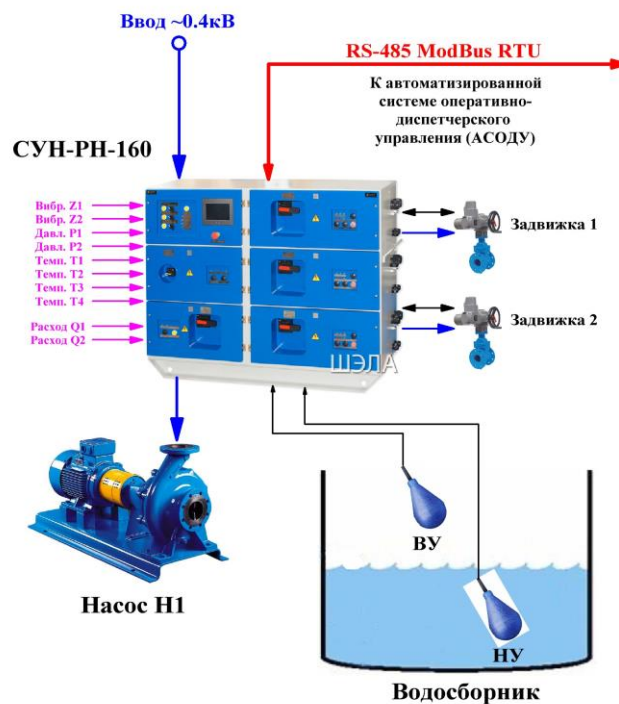 Ввод ~0.4кВ
RS-485 ModBus RTU
К автоматизированной
системе оперативно-
диспетчерского
управления (АСОДУ)
СУН-РН-160
Вибр. Z1
Вибр. Z2
Давл. P1
Давл. P2
Темп. T1
Темп. T2
Темп. T3
Темп. T4
Расход Q1
Расход Q2
Задвижка 1
Задвижка 2
ШЭЛА
ВУ
НУ
Насос Н1
Водосборник